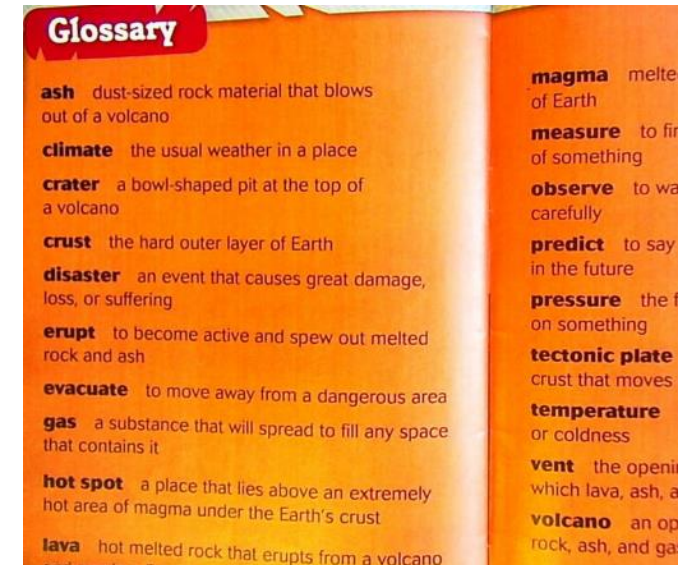 Glossary
ash dust-sized rock material that blows
out of a volcano
climate the usual weather in a place
crater a bowl-shaped pit at the top of
a volcano
crust the hard outer layer of Earth
disaster an event that causes great damage,
loss, or suffering
erupt to become active and spew out melted
rock and ash
evacuate to move away from a dangerous area
gas a substance that will spread to fill any space
that contains it
hot spot a place that lies above an extremely
hot area of magma under the Earth's crust
lava hot melted rock that erupts from a volcano
magma
of Earth
measure to
of something
observe to
carefully
predict to say
in the future
pressure the
on something
tectonic plate
crust that moves
temperature
or coldness
vent the
which lava, ash,
volcano an
rock, ash, and